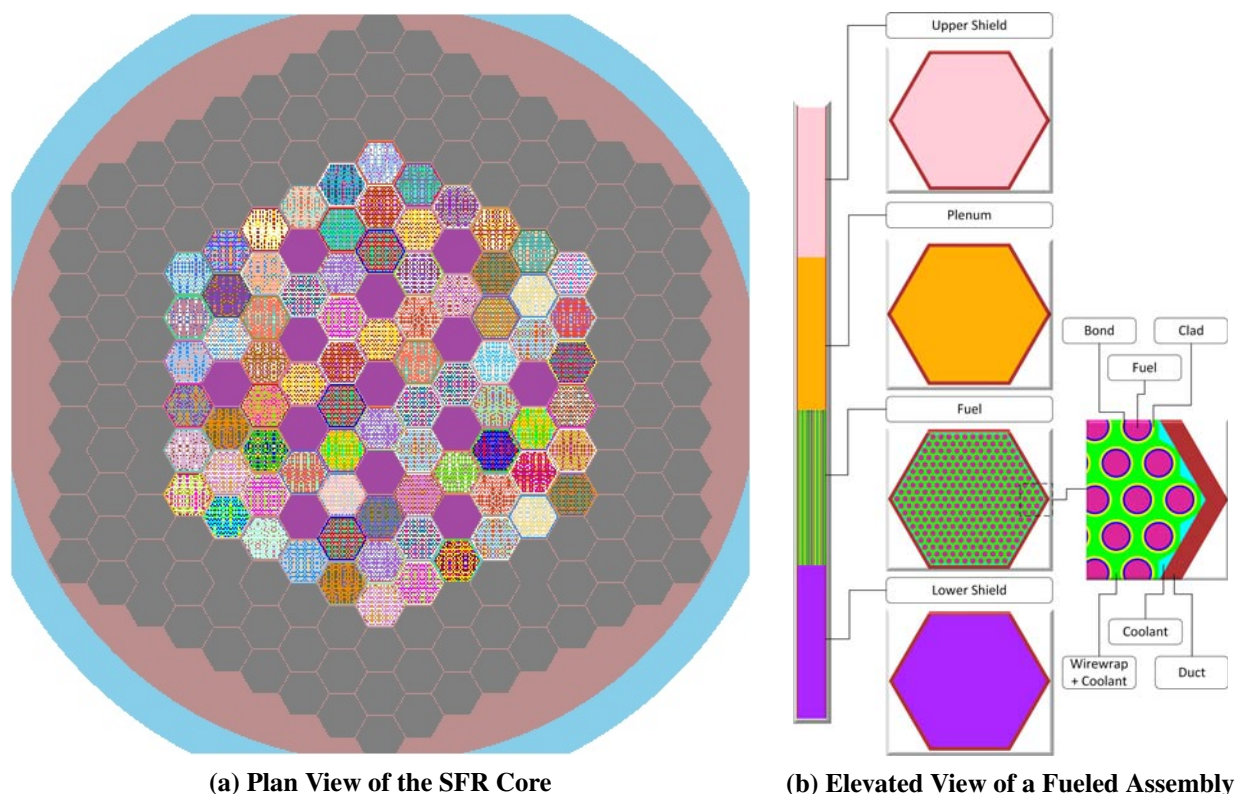 Upper Shield
Plenum
Bond
Clad
Fuel
Fuel
Lower Shield
Coolant
Wirewrap
+ Coolant
Duct
(a) Plan View of the SFR Core
(b) Elevated View of a Fueled Assembly